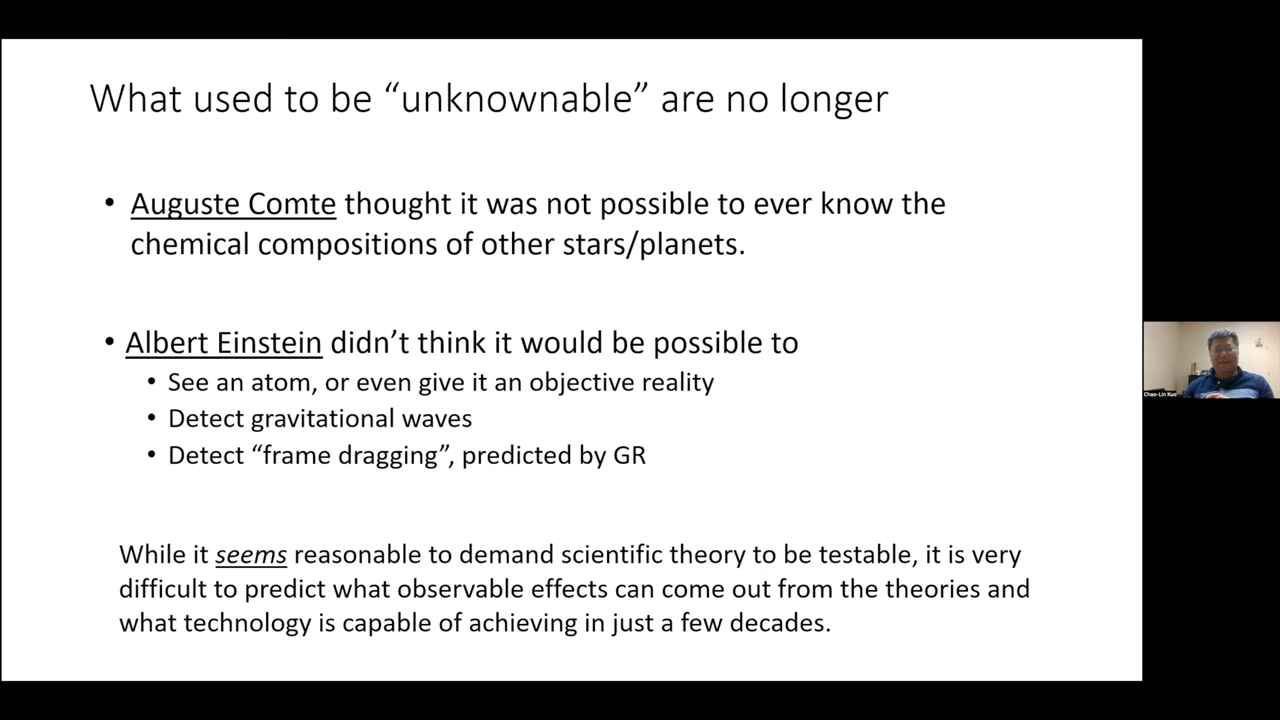 What used to be “unknownable” are no longer
• Auguste Comte thought it was not possible to ever know the
chemical compositions of other stars/planets.
• Albert Einstein didn’t think it would be possible to
• See an atom, or even give it an objective reality
• Detect gravitational waves
• Detect “frame dragging”, predicted by GR
While it seems reasonable to demand scientific theory to be testable, it is very
difficult to predict what observable effects can come out from the theories and
what technology is capable of achieving in just a few decades.
Chao-Lin Kuo